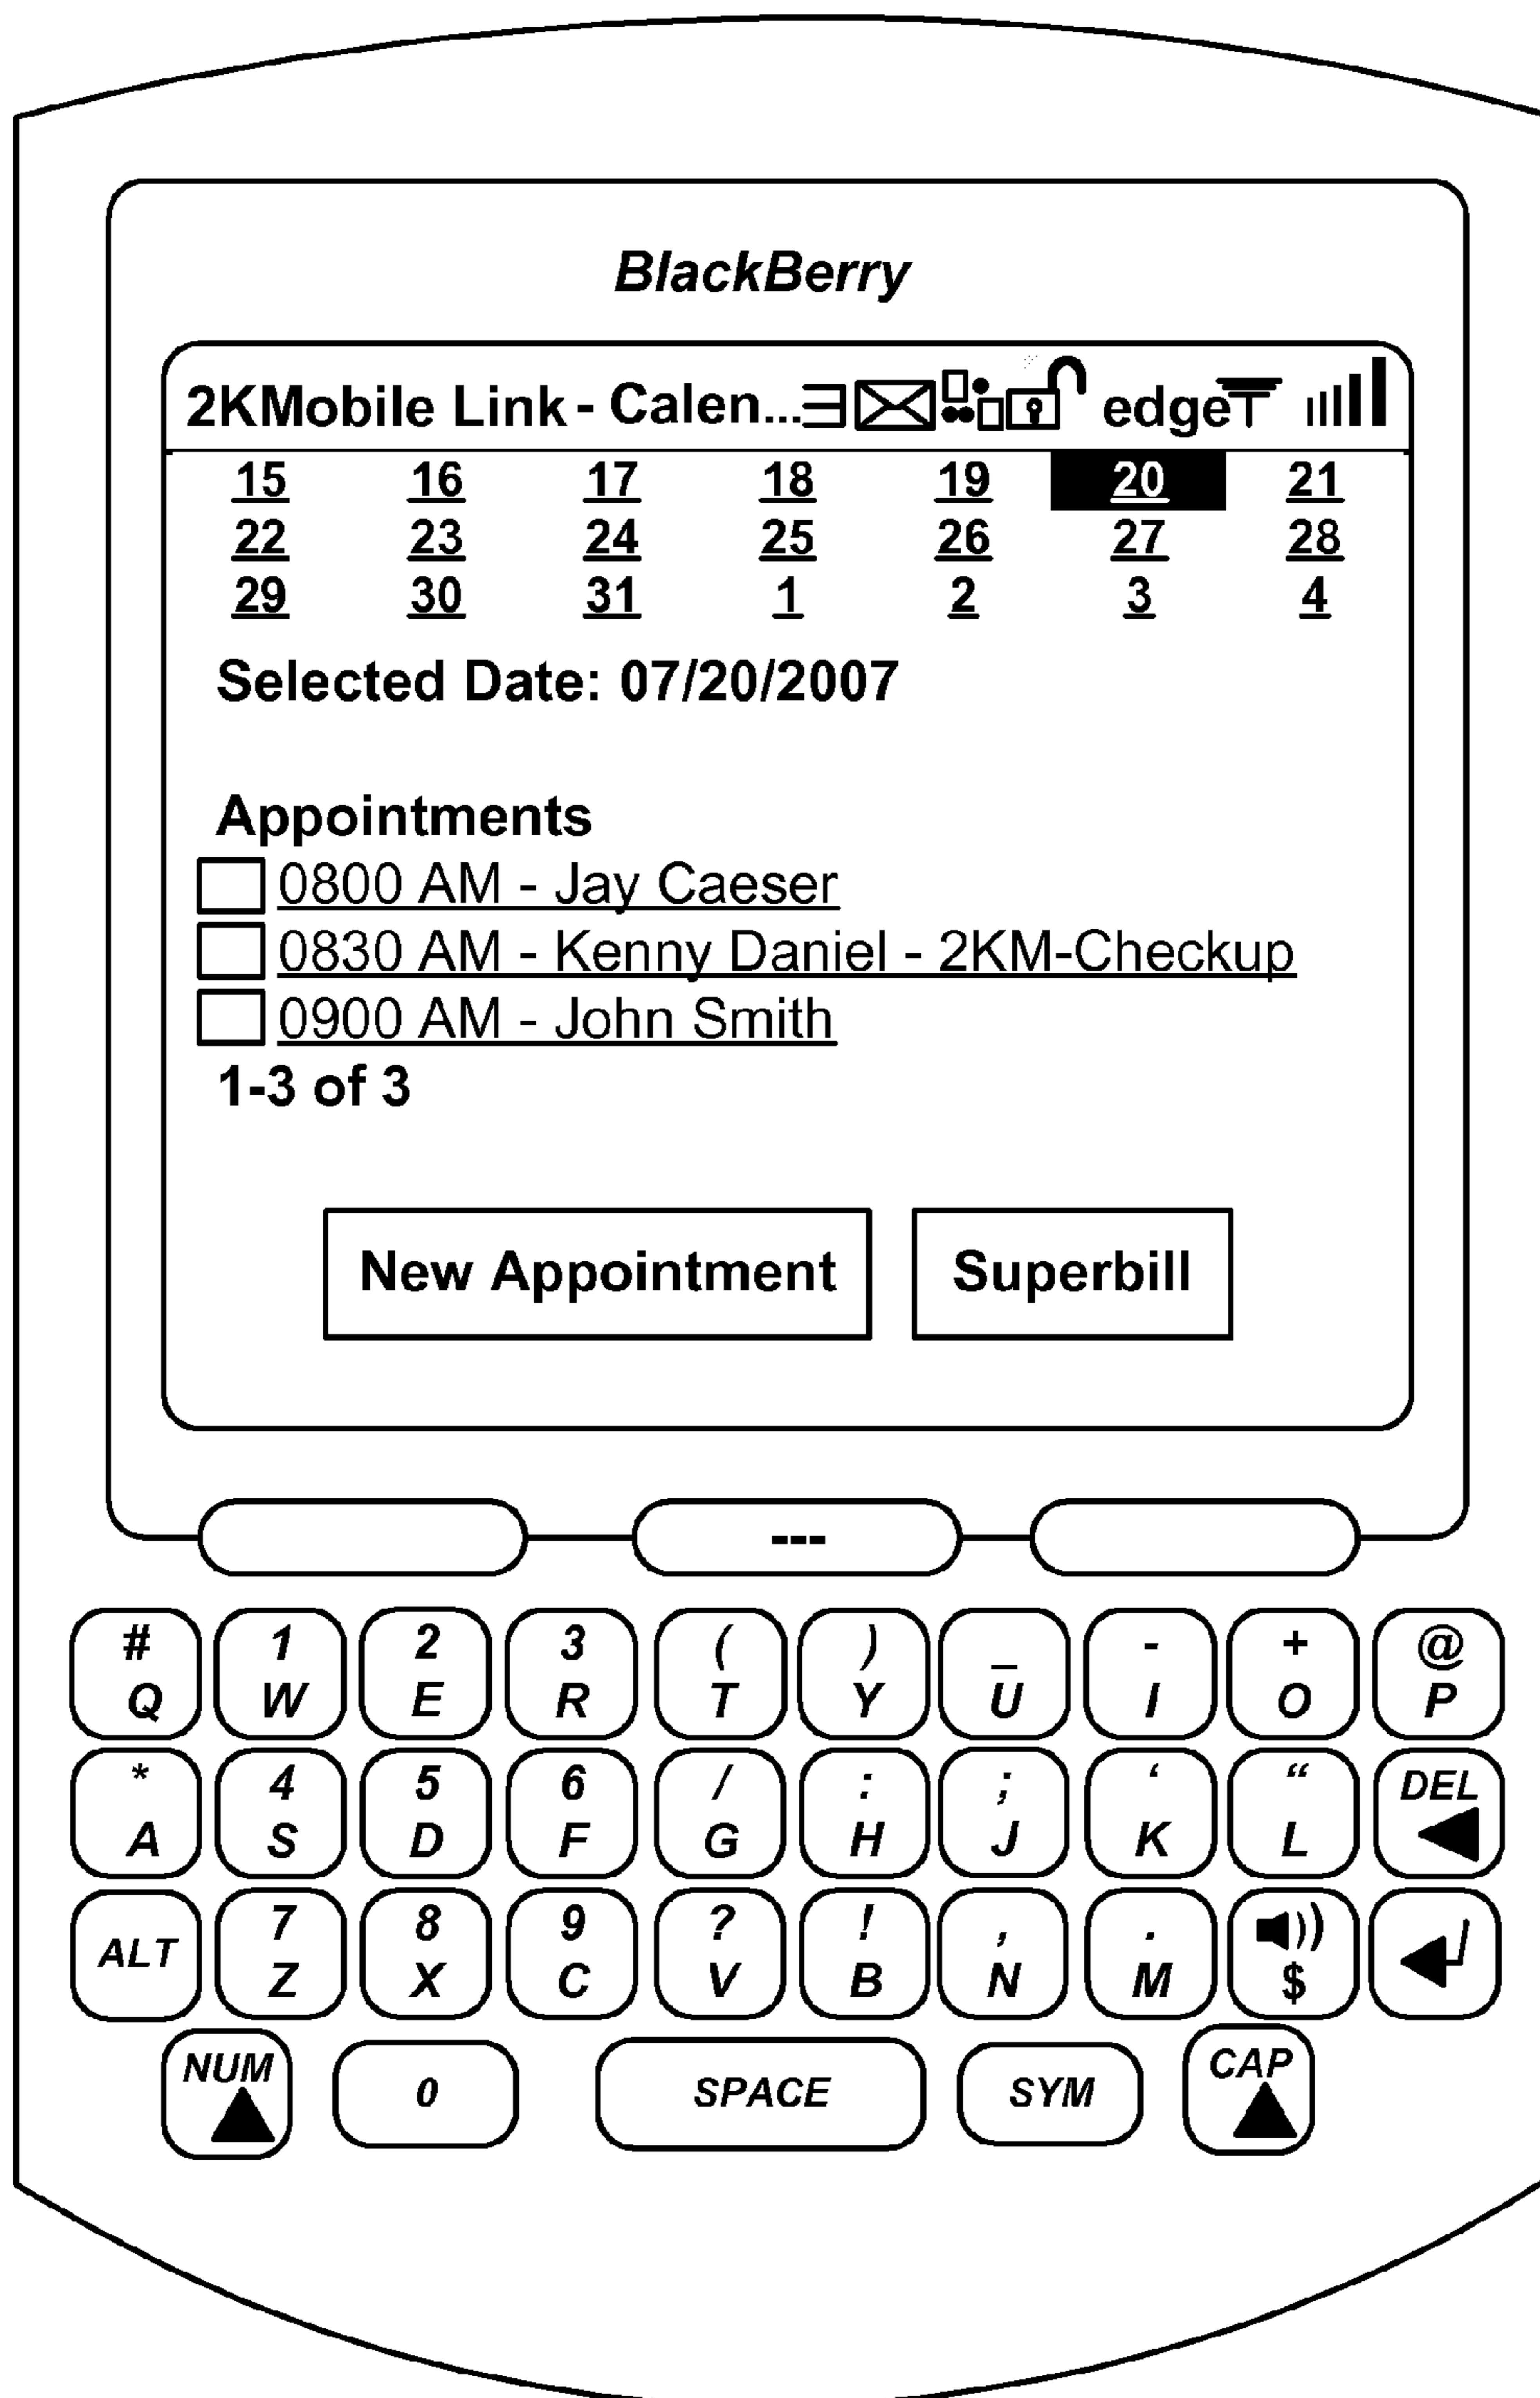 BlackBerry
2KMobile Link - Calen... edge
15 16 17 18 19 20 21
22 23 24 25 26 27 28
29 30 31 1 2 3 4
Selected Date: 07/20/2007
Appointments
0800 AM - Jay Caeser
0830 AM - Kenny Daniel - 2KM-Checkup
0900 AM - John Smith
1-3 of 3
New Appointment Superbill
---
# 1 2 3 ( ) _ - + @
Q W E R T Y U I O P
* 4 5 6 / : ; ‘ “ DEL
A S D F G H J K L
ALT 7 8 9 ? ! , .
Z X C V B N M $
NUM 0 SPACE SYM CAP